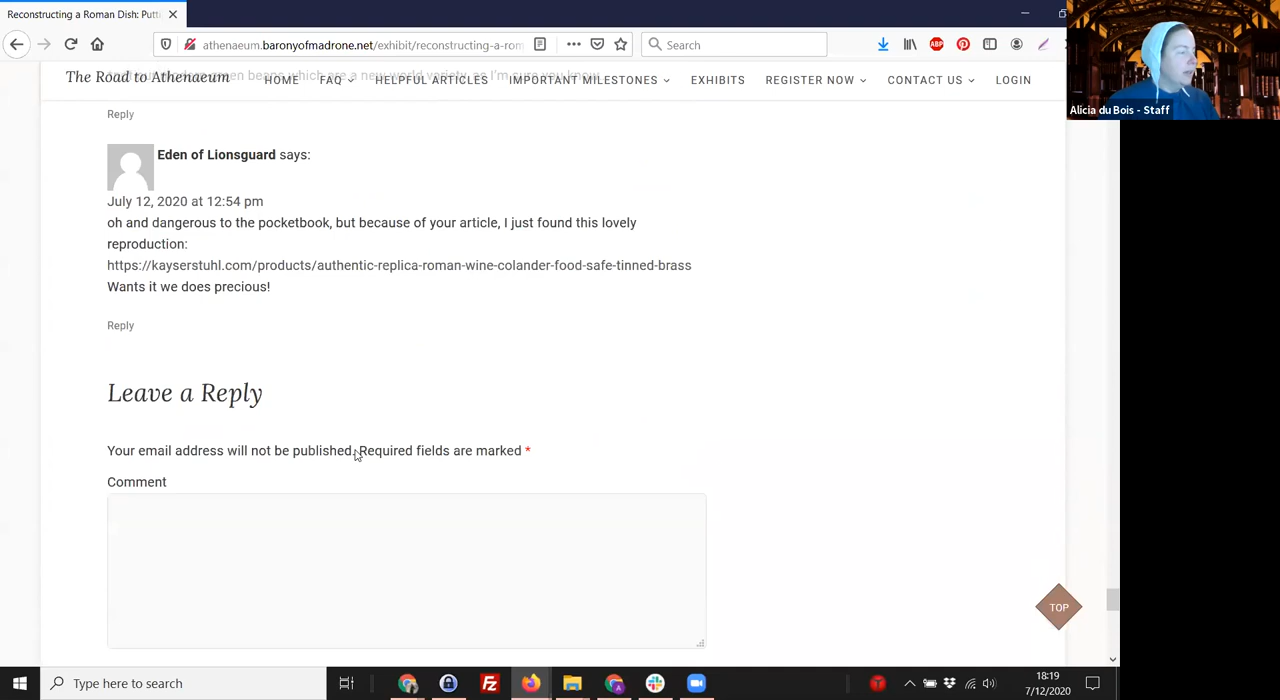 Reconstructing a Roman Dish: Putt
athenaeum.baronyofmadrone.net/exhibit/reconstructing-a-rom
Search
ABP
The Road to Athenaeum
HOME
FAQ
HELPFUL ARTICLES
IMPORTANT MILESTONES
EXHIBITS
REGISTER NOW
CONTACT US
LOGIN
Alicia du Bois - Staff
Reply
Eden of Lionsguard says:
July 12, 2020 at 12:54 pm
oh and dangerous to the pocketbook, but because of your article, I just found this lovely
reproduction:
https://kayserstuhl.com/products/authentic-replica-roman-wine-colander-food-safe-tinned-brass
Wants it we does precious!
Reply
Leave a Reply
Your email address will not be published. Required fields are marked *
Comment
TOP
Type here to search
18:19
7/12/2020